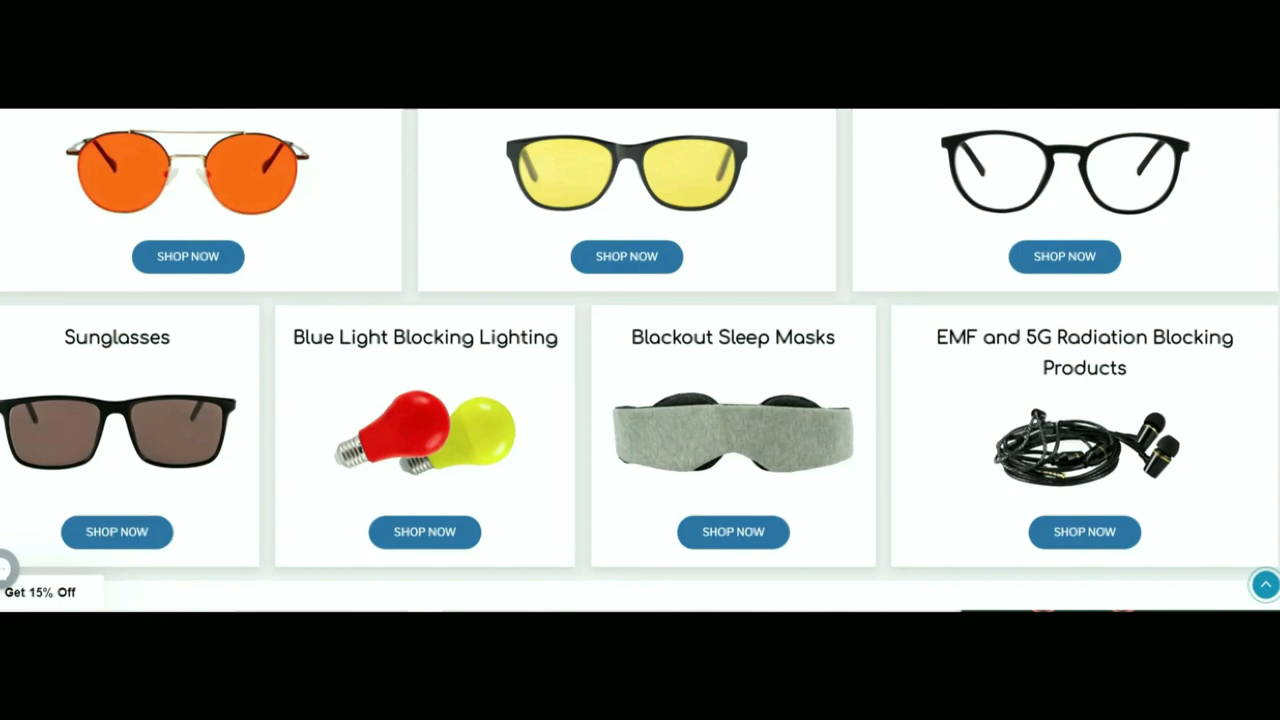 SHOP NOW
SHOP NOW
SHOP NOW
Sunglasses
Blue Light Blocking Lighting
Blackout Sleep Masks
EMF and 5G Radiation Blocking
Products
SHOP NOW
SHOP NOW
SHOP NOW
SHOP NOW
Get 15% Off